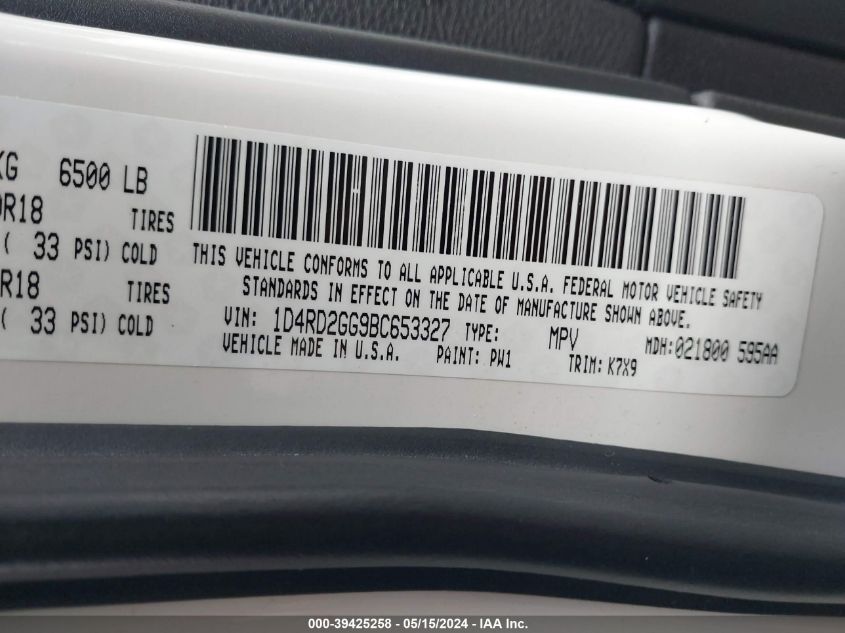 KG 6500 LB
0R18 TIRES
( 33 PSI) COLD
R18 TIRES
( 33 PSI) COLD
THIS VEHICLE CONFORMS TO ALL APPLICABLE U.S.A. FEDERAL MOTOR VEHICLE SAFETY
STANDARDS IN EFFECT ON THE DATE OF MANUFACTURE SHOWN ABOVE.
VIN: 1D4RD2GG9BC653327 TYPE: MPV MDH:021800 595AA
VEHICLE MADE IN U.S.A. PAINT: PW1 TRIM: K7X9
000-39425258 - 05/15/2024 - IAA Inc.